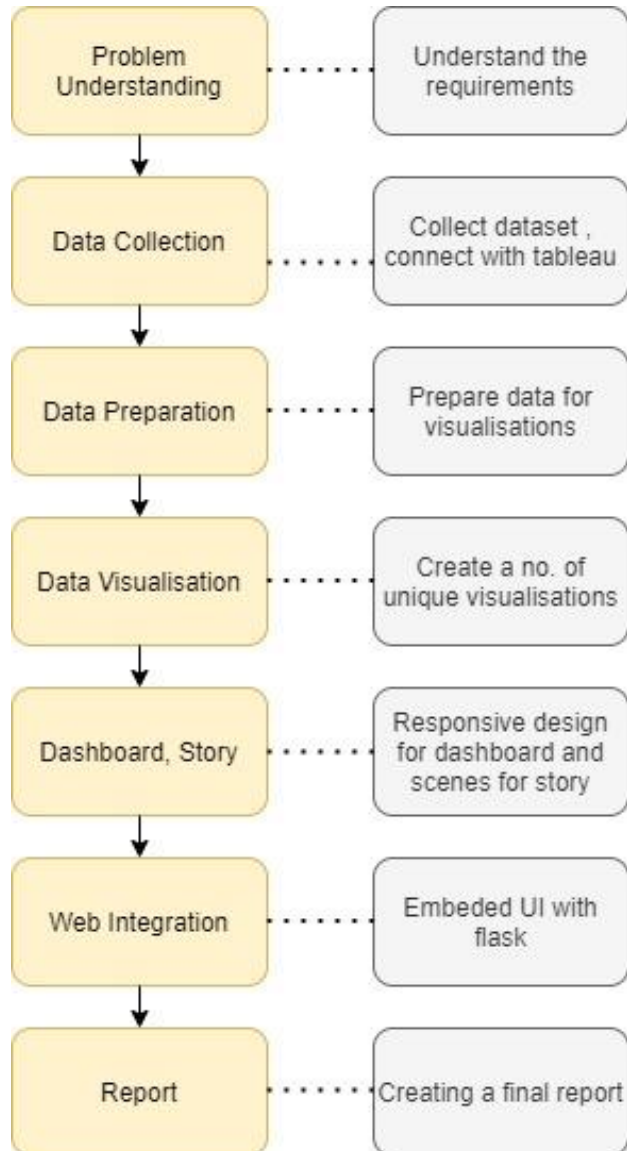 Problem
Understanding
Understand the
requirements
Data Collection
Collect dataset ,
connect with tableau
Data Preparation
Prepare data for
visualisations
Data Visualisation
Create a no. of
unique visualisations
Dashboard, Story
Responsive design
for dashboard and
scenes for story
Web Integration
Embeded UI with
flask
Report
Creating a final report